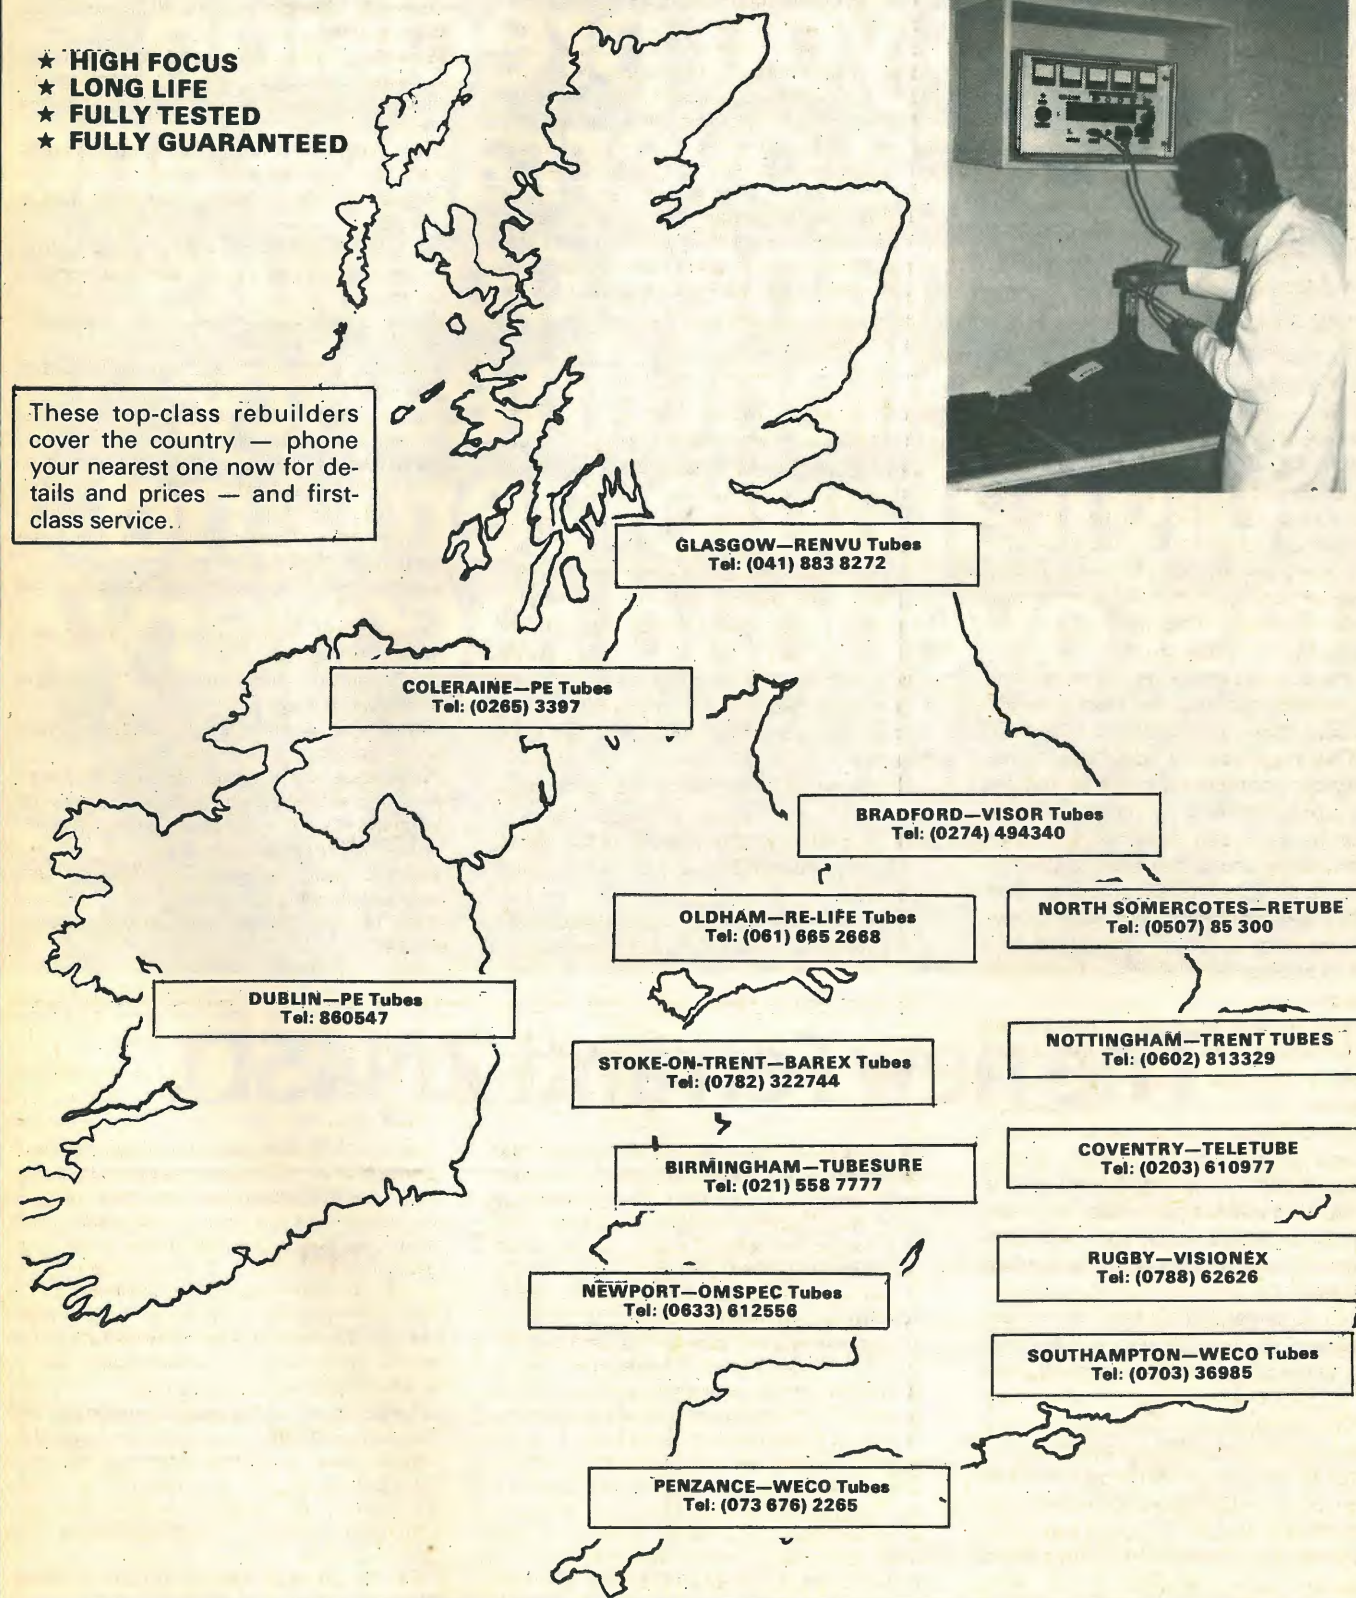 ★ HIGH FOCUS
★ LONG LIFE
★ FULLY TESTED
★ FULLY GUARANTEED
These top-class rebuilders
cover the country — phone
your nearest one now for de-
tails and prices — and first-
class service.
GLASGOW—RENVU Tubes
Tel: (041) 883 8272
COLERAINE—PE Tubes
Tel: (0265) 3397
BRADFORD—VISOR Tubes
Tel: (0274) 494340
OLDHAM—RE-LIFE Tubes
Tel: (061) 665 2668
NORTH SOMERCOTES—RETUBE
Tel: (0507) 85 300
DUBLIN—PE Tubes
Tel: 860547
NOTTINGHAM—TRENT TUBES
Tel: (0602) 813329
STOKE-ON-TRENT—BAREX Tubes
Tel: (0782) 322744
COVENTRY—TELETUBE
Tel: (0203) 610977
BIRMINGHAM—TUBESURE
Tel: (021) 558 7777
RUGBY—VISIONEX
Tel: (0788) 62626
NEWPORT—OMSPEC Tubes
Tel: (0633) 612556
SOUTHAMPTON—WECO Tubes
Tel: (0703) 36985
PENZANCE—WECO Tubes
Tel: (073 676) 2265